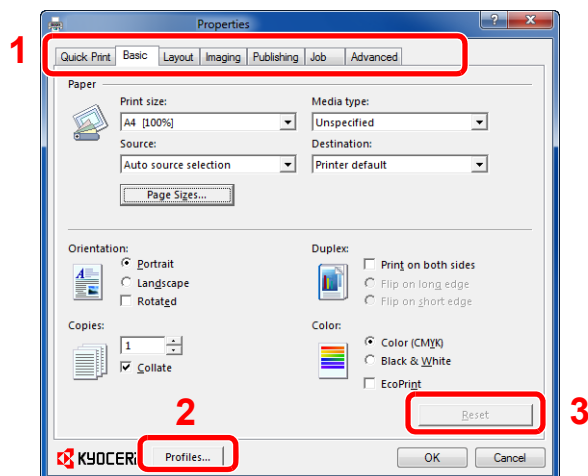 Properties
? X
1
Quick Print Basic Layout Imaging Publishing Job Advanced
Paper
Print size: Media type:
A4 [100%] Unspecified
Source: Destination:
Auto source selection Printer default
Page Sizes...
Orientation: Duplex:
Portrait Print on both sides
Landscape Flip on long edge
Rotated Flip on short edge
Copies: Color:
1 Color (CMYK)
Collate Black & White
EcoPrint
2
Reset 3
KYOCERA Profiles... OK Cancel